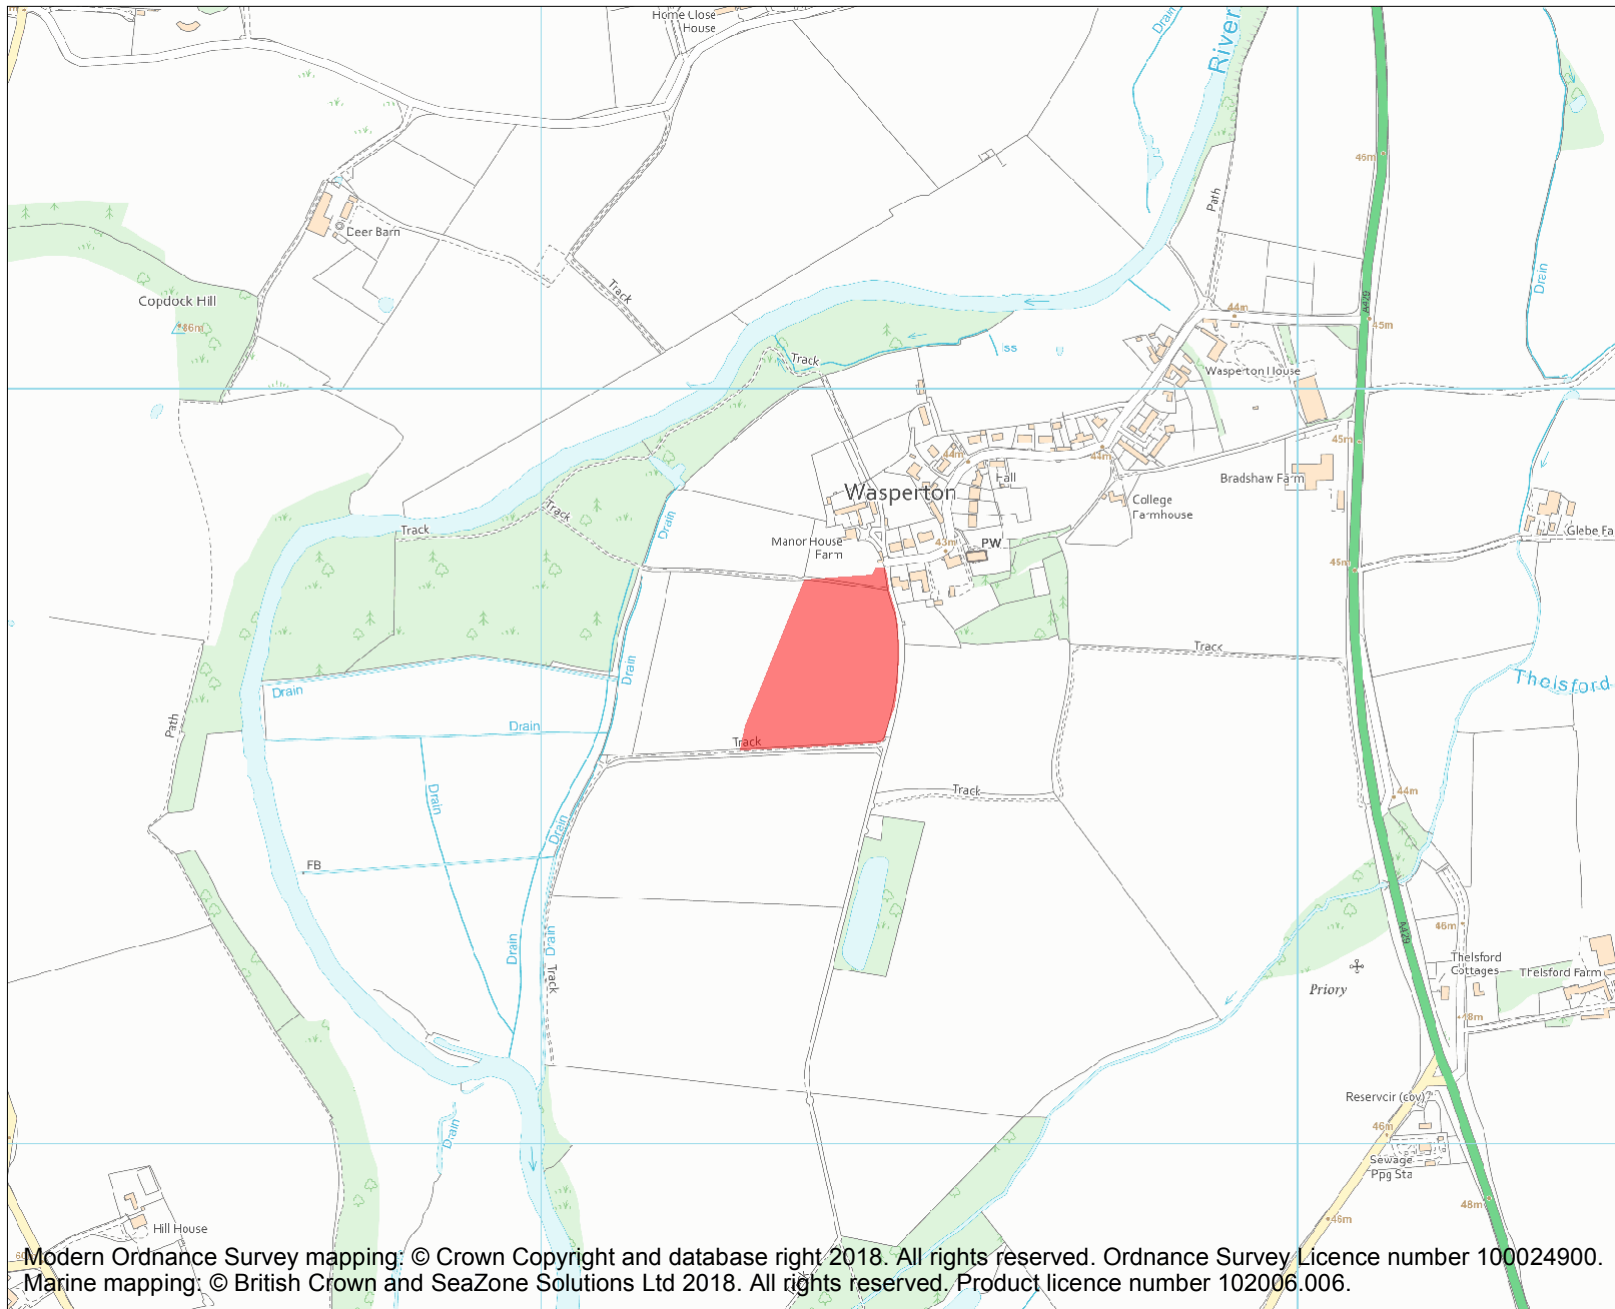 Home Close
House
Drain
River
46m
Path
Deer Barn
Drain
Track
Copdock Hill
86m
44m
A429
45m
Track
Wasperton House
44m
44m
45m
Wasperton
Hall
Bradshaw Farm
College
Farmhouse
Track
Track
Drain
Manor House
Farm
43m
PW
Glebe Fa
45m
Track
Drain
Drain
Thelsford
Path
Drain
Track
Drain
Track
44m
Drain
FB
Drain
Drain
Track
A429
46m
Thelsford
Cottages
Thelsford Farm
Priory
48m
Reservoir (cov)
46m
Drain
Sewage
Ppg Sta
48m
Hill House
46m
Modern Ordnance Survey mapping: © Crown Copyright and database right 2018. All rights reserved. Ordnance Survey Licence number 100024900.
Marine mapping: © British Crown and SeaZone Solutions Ltd 2018. All rights reserved. Product licence number 102006.006.